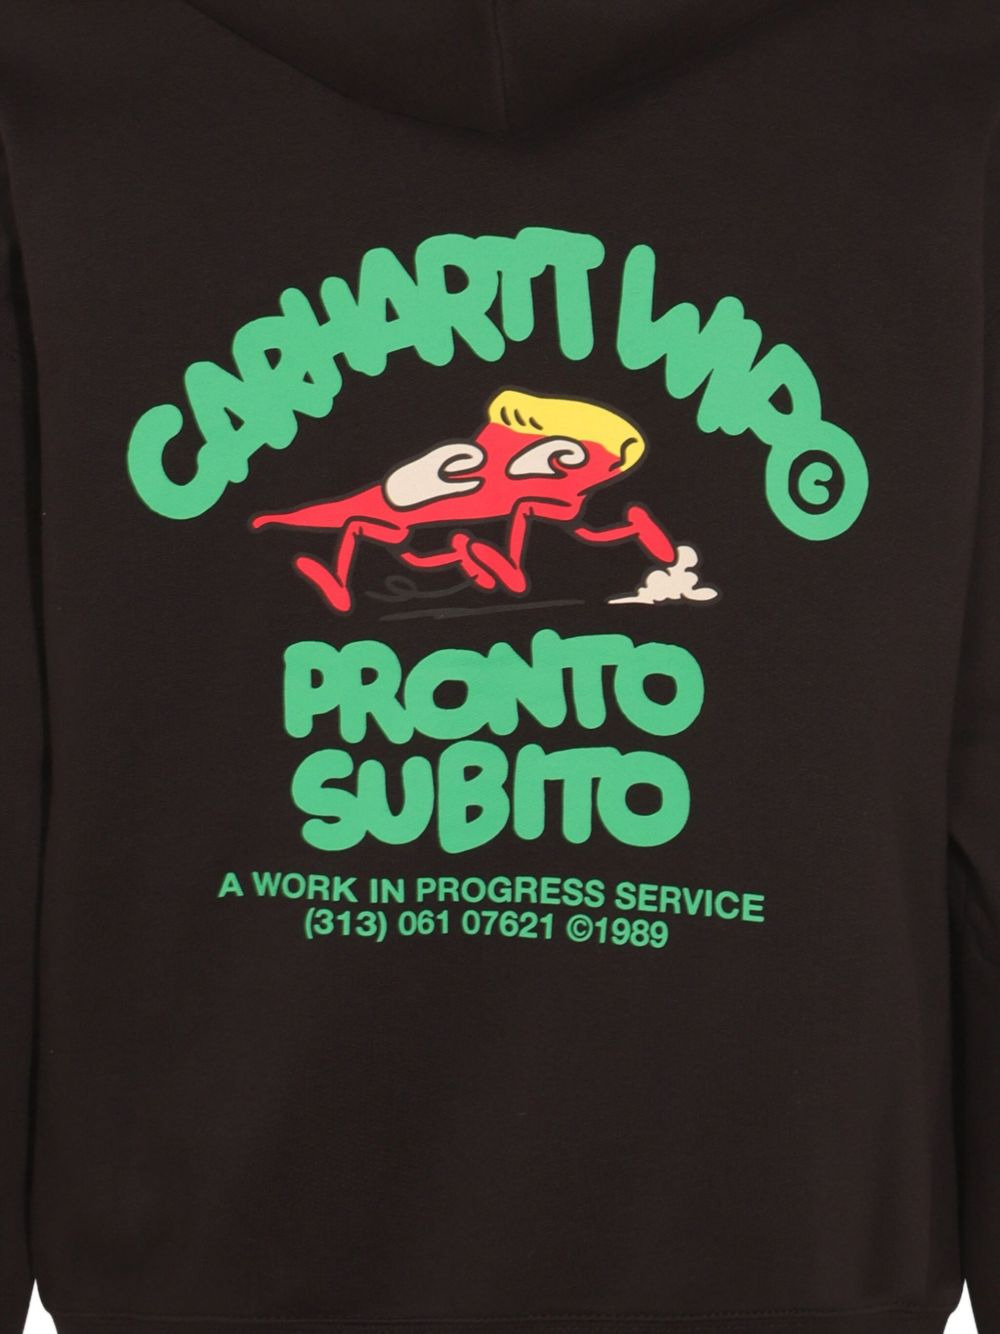 CARHARTT WIP©
PRONTO
SUBITO
A WORK IN PROGRESS SERVICE
(313) 061 07621 ©1989